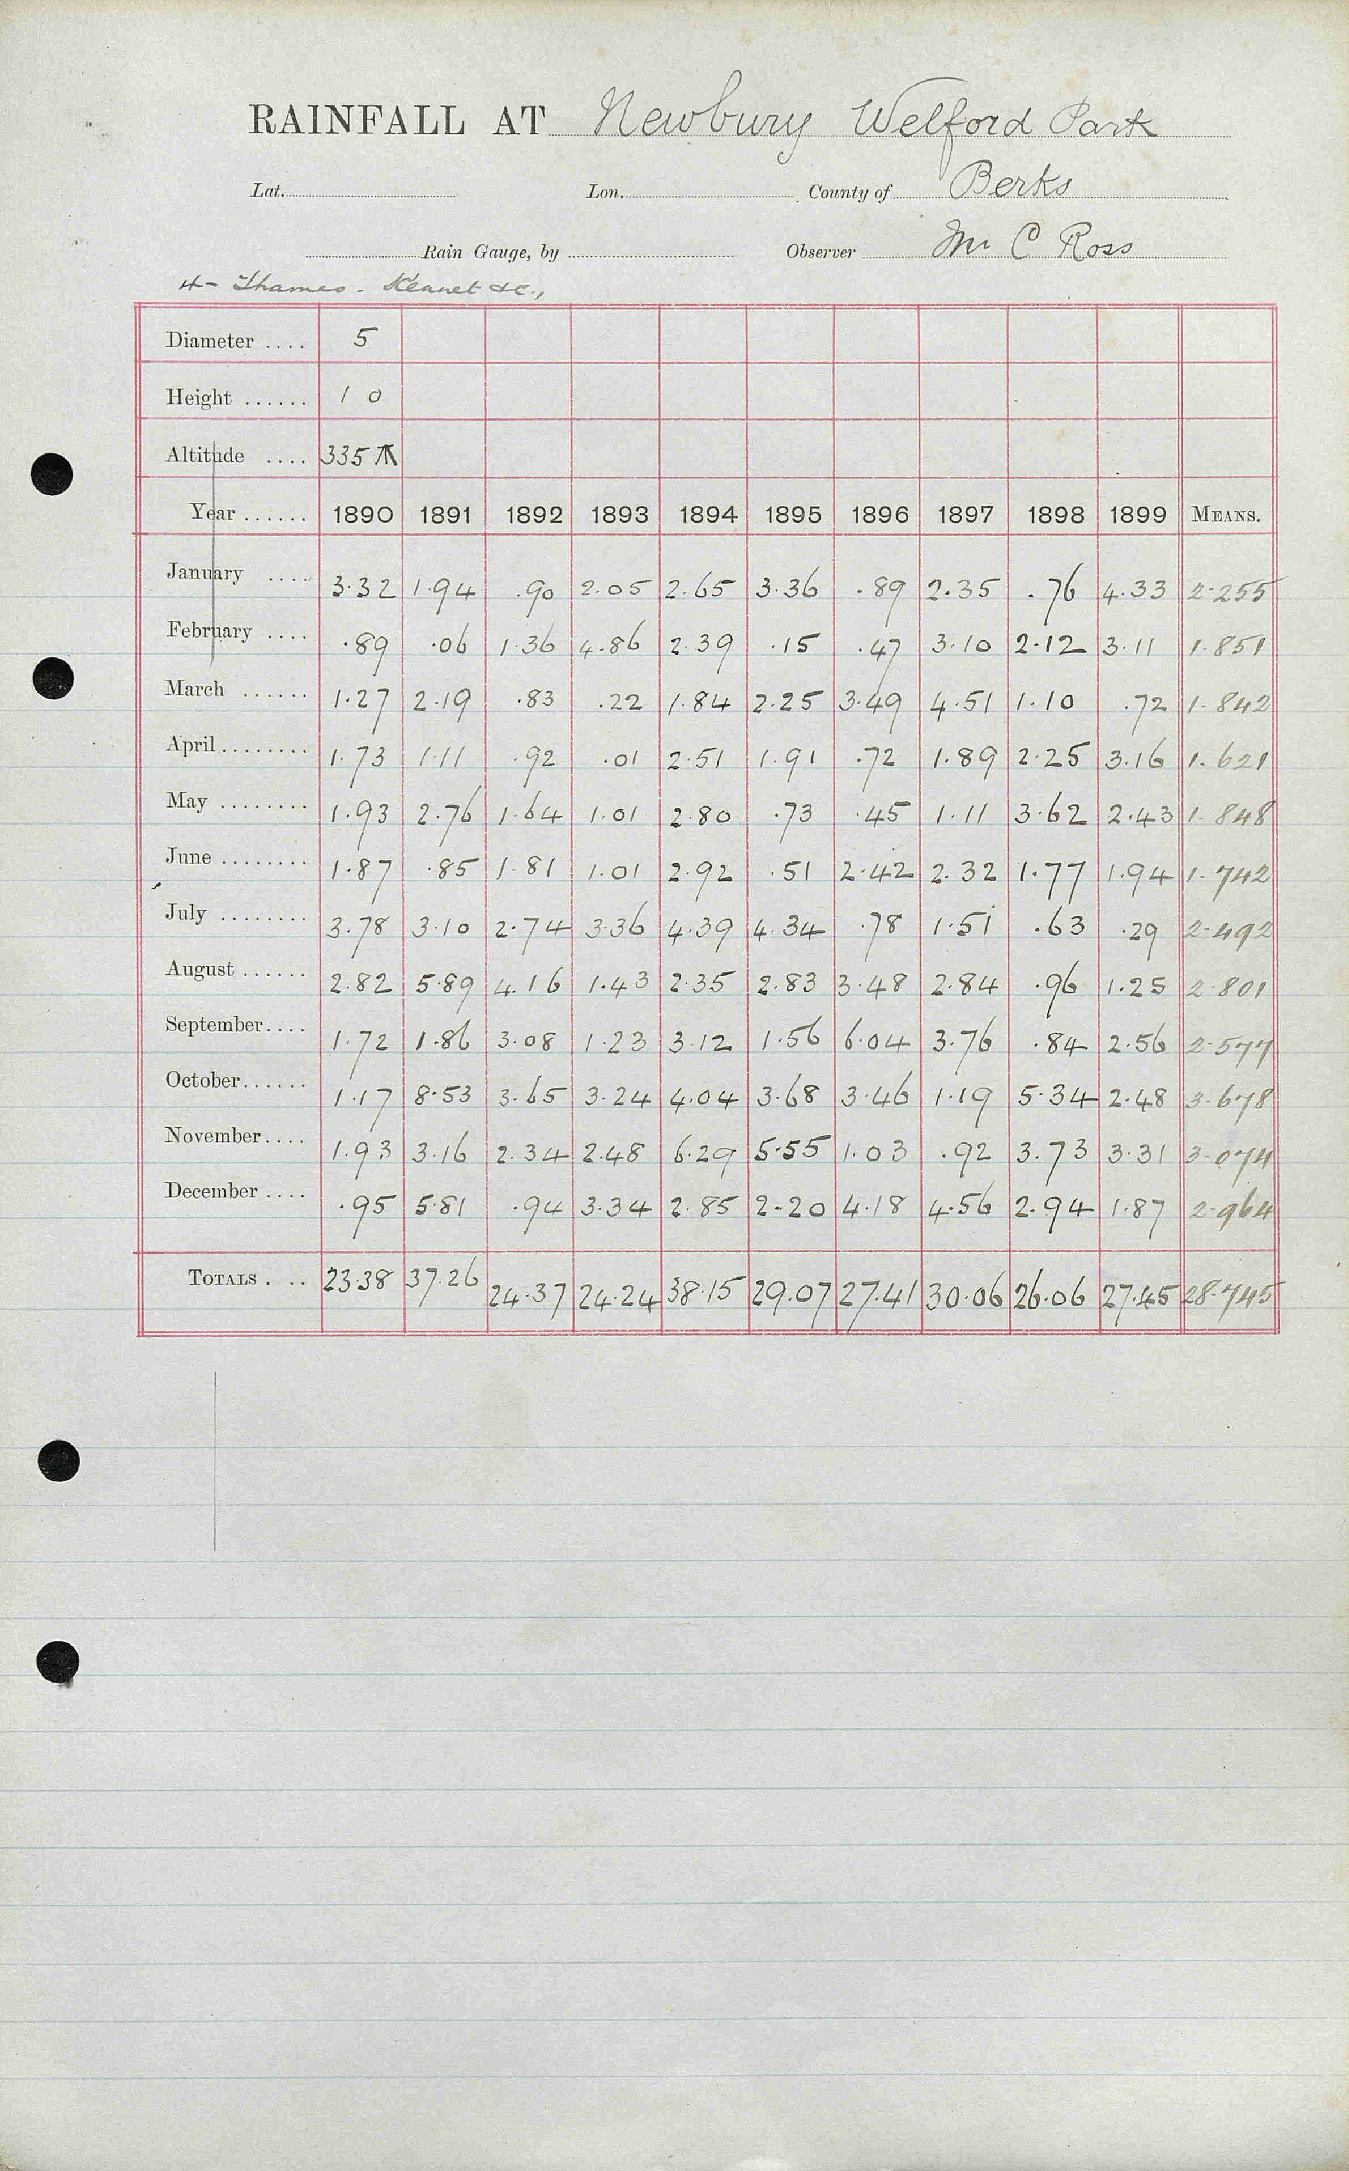 RAINFALL AT Newbury Welford Park
Lat. Lon. County of Berks
Rain Gauge, by Observer Mr C Ross
4- Thames. Kennet &c.,
Diameter .... 5
Height ...... 1 0
Altitude .... 335
Year ...... 1890 1891 1892 1893 1894 1895 1896 1897 1898 1899 MEANS.
January .... 3.32 1.94 .90 2.05 2.65 3.36 .89 2.35 .76 4.33 2.255
February .... .89 .06 1.36 4.86 2.39 .15 .47 3.10 2.12 3.11 1.851
March ...... 1.27 2.19 .83 .22 1.84 2.25 3.49 4.51 1.10 .72 1.842
April ........ 1.73 1.11 .92 .01 2.51 1.91 .72 1.89 2.25 3.16 1.621
May ........ 1.93 2.76 1.64 1.01 2.80 .73 .45 1.11 3.62 2.43 1.848
June ........ 1.87 .85 1.81 1.01 2.92 .51 2.42 2.32 1.77 1.94 1.742
July ........ 3.78 3.10 2.74 3.36 4.39 4.34 .78 1.51 .63 .29 2.492
August ...... 2.82 5.89 4.16 1.43 2.35 2.83 3.48 2.84 .96 1.25 2.801
September.... 1.72 1.86 3.08 1.23 3.12 1.56 6.04 3.76 .84 2.56 2.577
October...... 1.17 8.53 3.65 3.24 4.04 3.68 3.46 1.19 5.34 2.48 3.678
November.... 1.93 3.16 2.34 2.48 6.29 5.55 1.03 .92 3.73 3.31 3.074
December .... .95 5.81 .94 3.34 2.85 2.20 4.18 4.56 2.94 1.87 2.964
TOTALS . .. 23.38 37.26 24.37 24.24 38.15 29.07 27.41 30.06 26.06 27.45 28.745